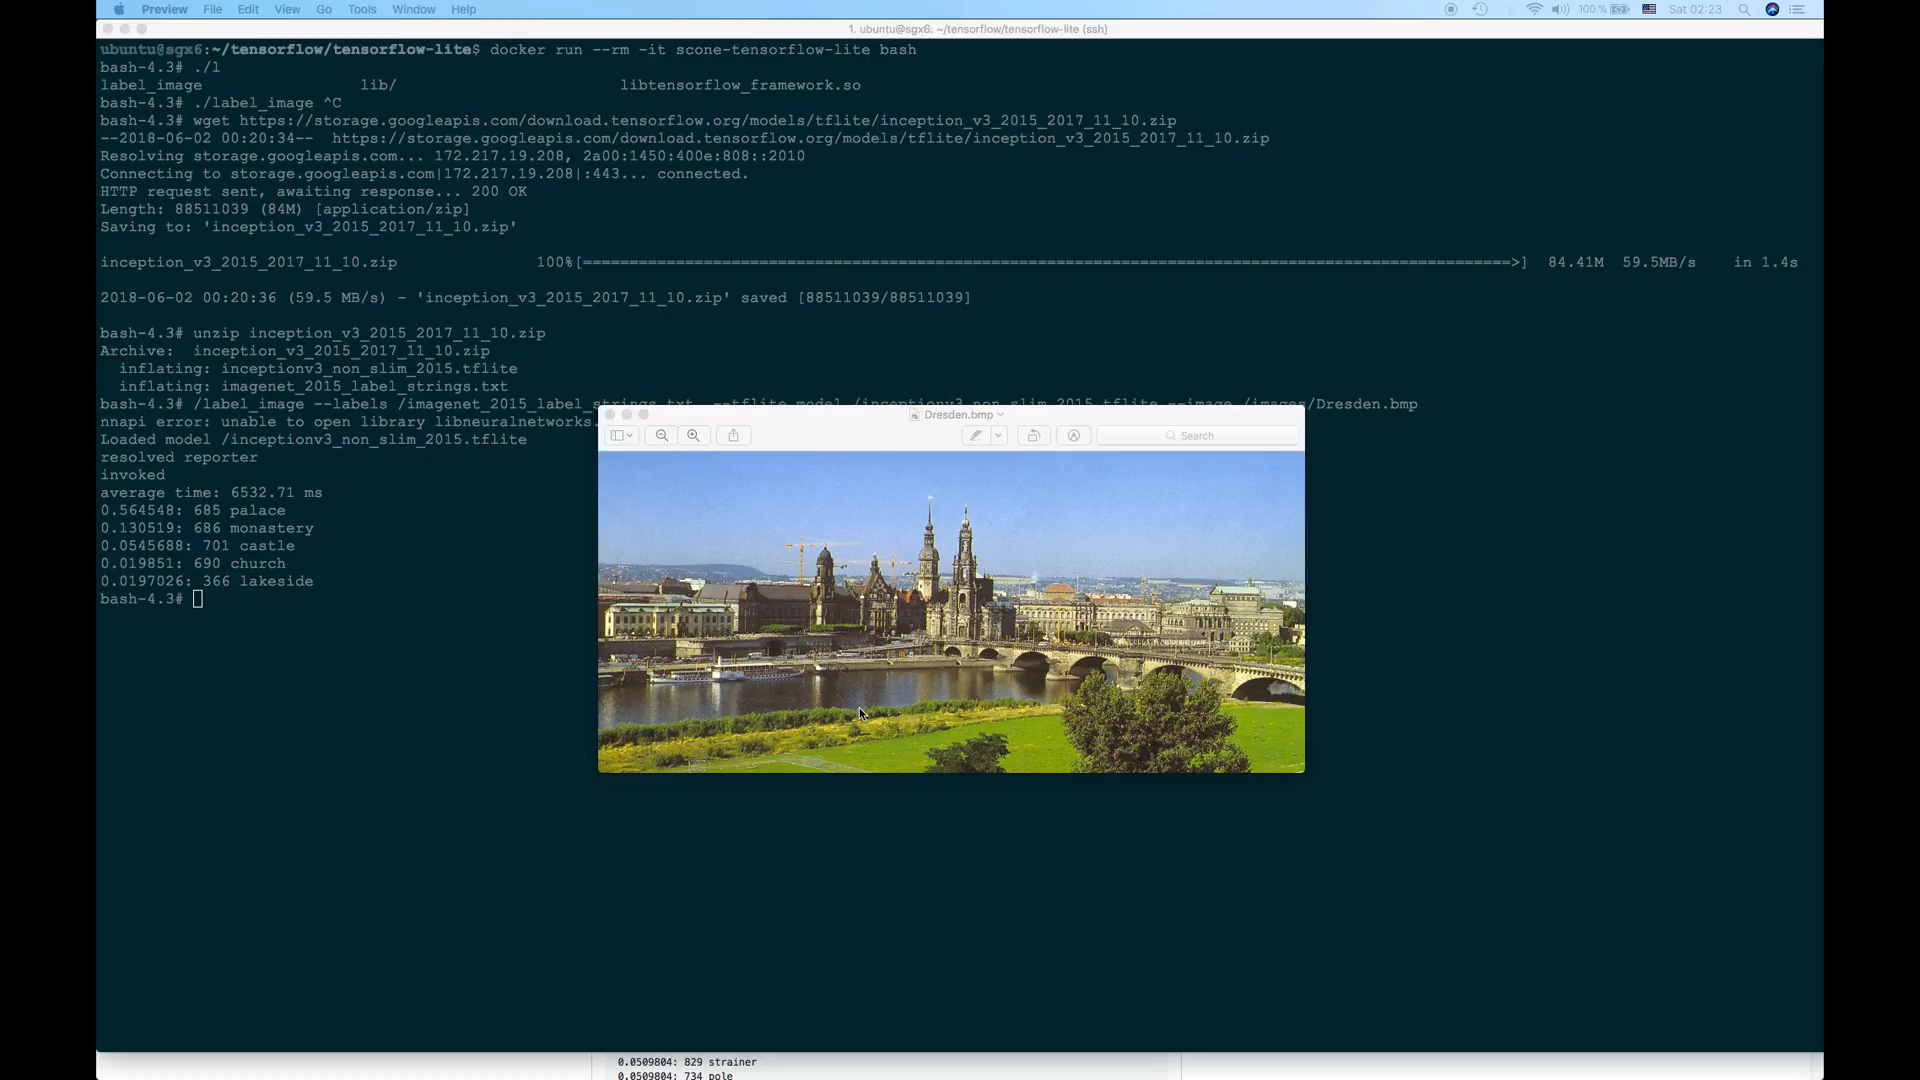 Preview File Edit View Go Tools Window Help 100 % Sat 02:23
1. ubuntu@sgx6: ~/tensorflow/tensorflow-lite (ssh)
ubuntu@sgx6:~/tensorflow/tensorflow-lite$ docker run --rm -it scone-tensorflow-lite bash
bash-4.3# ./l
label_image lib/ libtensorflow_framework.so
bash-4.3# ./label_image ^C
bash-4.3# wget https://storage.googleapis.com/download.tensorflow.org/models/tflite/inception_v3_2015_2017_11_10.zip
--2018-06-02 00:20:34-- https://storage.googleapis.com/download.tensorflow.org/models/tflite/inception_v3_2015_2017_11_10.zip
Resolving storage.googleapis.com... 172.217.19.208, 2a00:1450:400e:808::2010
Connecting to storage.googleapis.com|172.217.19.208|:443... connected.
HTTP request sent, awaiting response... 200 OK
Length: 88511039 (84M) [application/zip]
Saving to: 'inception_v3_2015_2017_11_10.zip'
inception_v3_2015_2017_11_10.zip 100%[===================================================================================================>] 84.41M 59.5MB/s in 1.4s
2018-06-02 00:20:36 (59.5 MB/s) - 'inception_v3_2015_2017_11_10.zip' saved [88511039/88511039]
bash-4.3# unzip inception_v3_2015_2017_11_10.zip
Archive: inception_v3_2015_2017_11_10.zip
inflating: inceptionv3_non_slim_2015.tflite
inflating: imagenet_2015_label_strings.txt
bash-4.3# /label_image --labels /imagenet_2015_label_strings.txt --tflite_model /inceptionv3_non_slim_2015.tflite --image /images/Dresden.bmp
nnapi error: unable to open library libneuralnetworks.
Loaded model /inceptionv3_non_slim_2015.tflite
resolved reporter
invoked
average time: 6532.71 ms
0.564548: 685 palace
0.130519: 686 monastery
0.0545688: 701 castle
0.019851: 690 church
0.0197026: 366 lakeside
bash-4.3#
Dresden.bmp
Search
0.0509804: 829 strainer
0.0509804: 734 pole